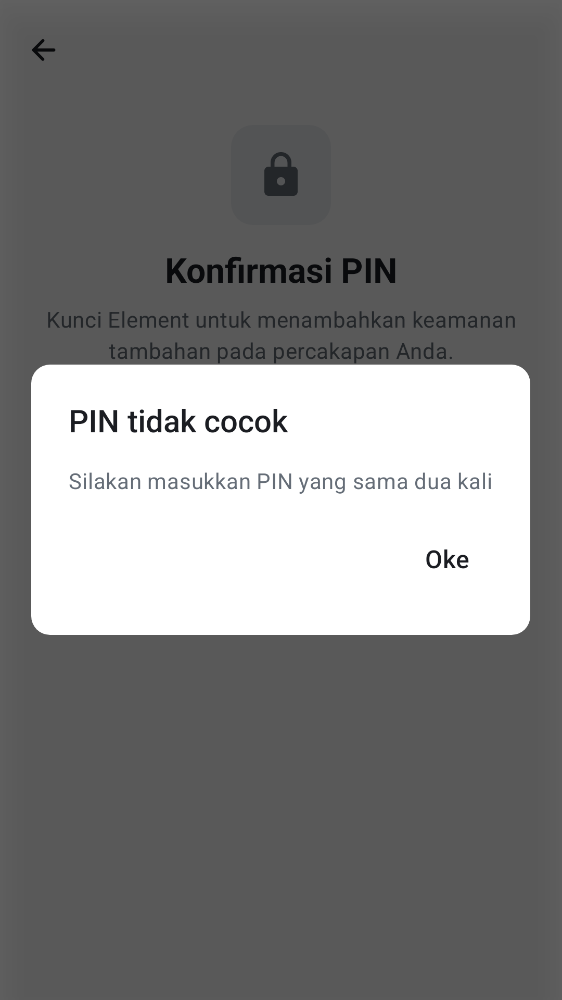 Konfirmasi PIN
Kunci Element untuk menambahkan keamanan
tambahan pada percakapan Anda.
PIN tidak cocok
Silakan masukkan PIN yang sama dua kali
Oke